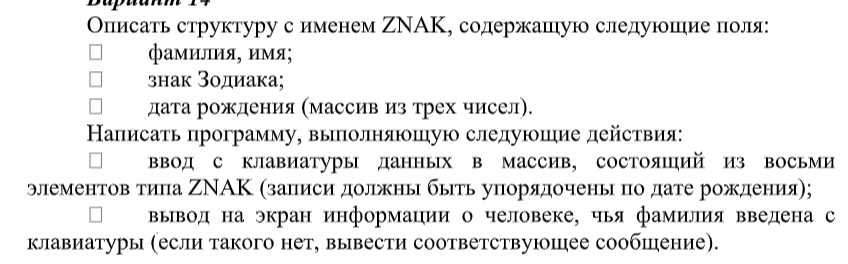 Вариант 14
Описать структуру с именем ZNAK, содержащую следующие поля:
□ фамилия, имя;
□ знак Зодиака;
□ дата рождения (массив из трех чисел).
Написать программу, выполняющую следующие действия:
□ ввод с клавиатуры данных в массив, состоящий из восьми
элементов типа ZNAK (записи должны быть упорядочены по дате рождения);
□ вывод на экран информации о человеке, чья фамилия введена с
клавиатуры (если такого нет, вывести соответствующее сообщение).